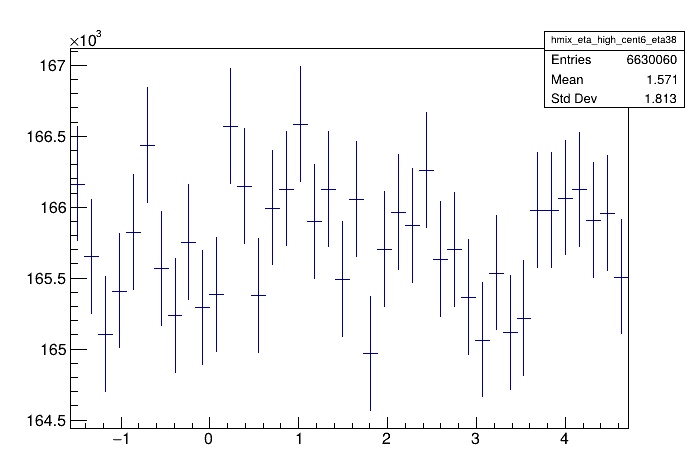 ×10³
hmix_eta_high_cent6_eta38
Entries 6630060
Mean 1.571
Std Dev 1.813
167
166.5
166
165.5
165
164.5
−1 0 1 2 3 4